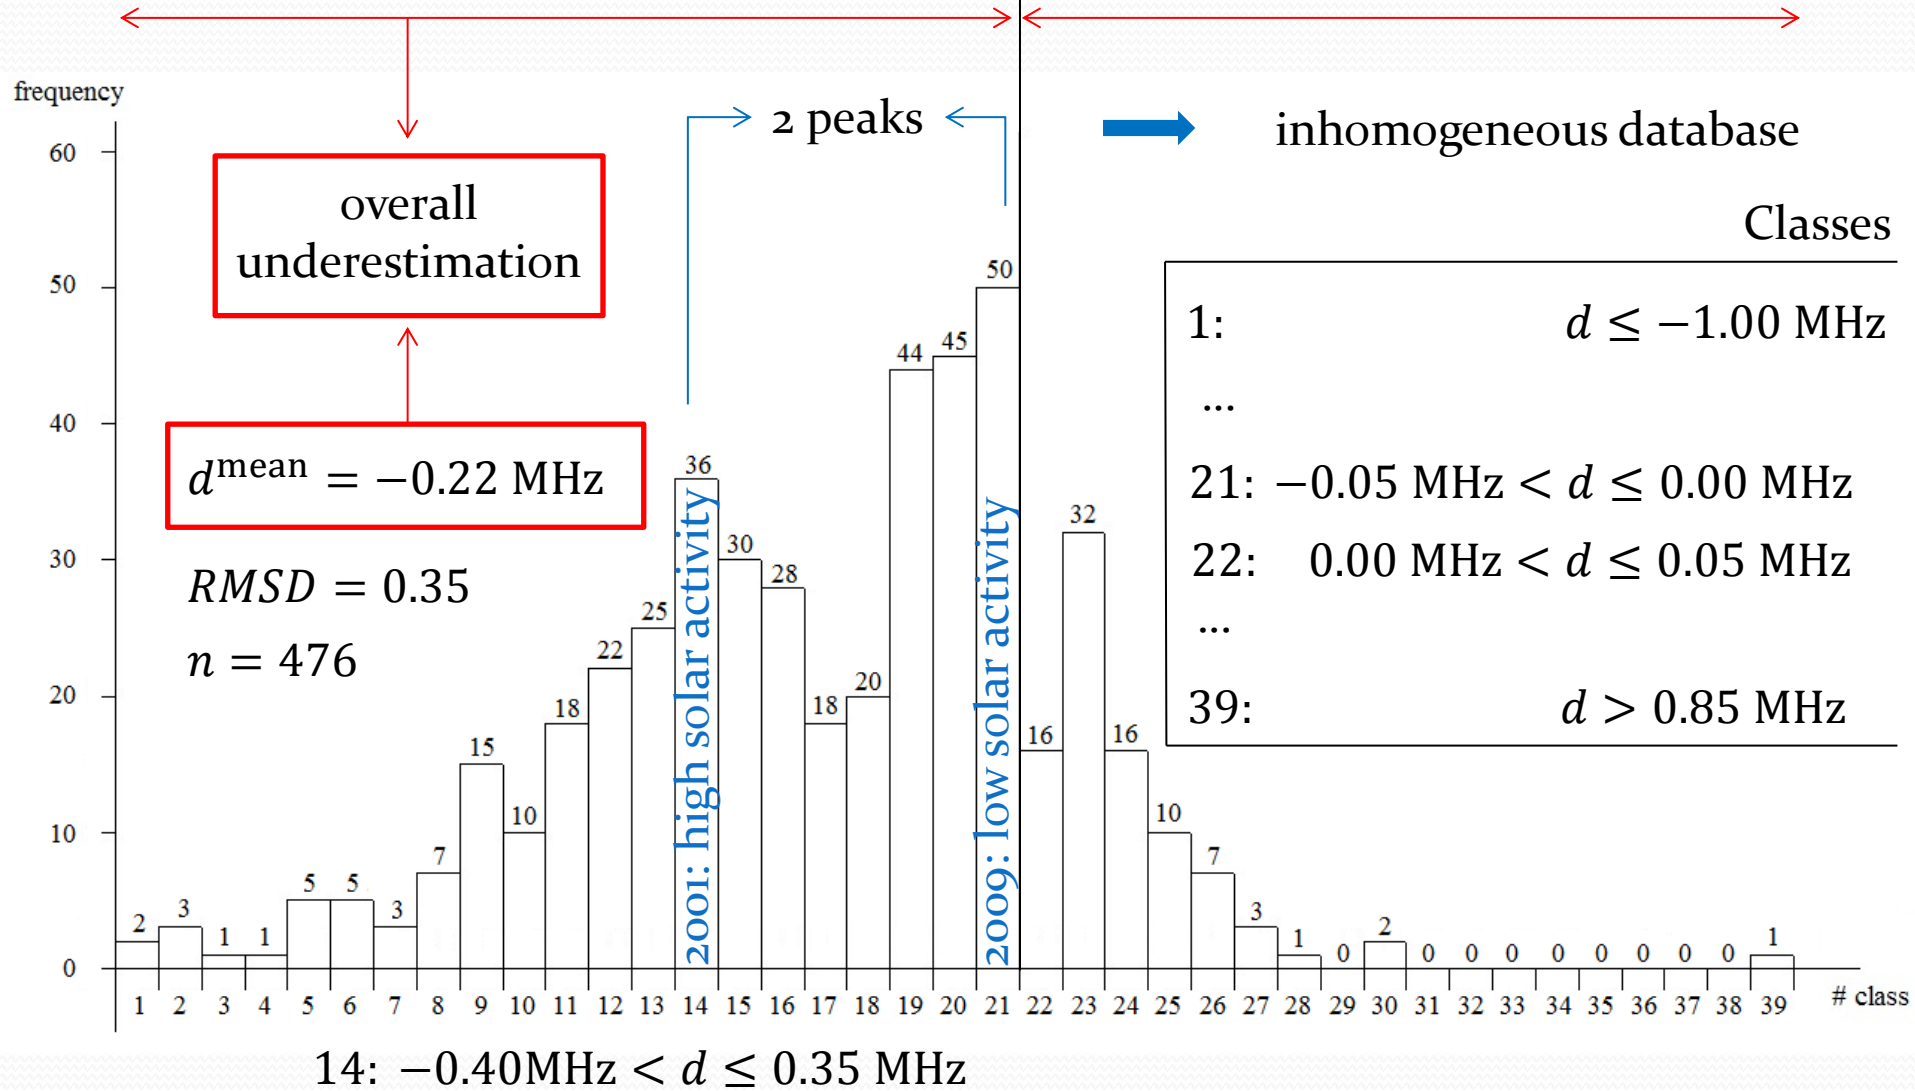 frequency
2 peaks
inhomogeneous database
60
overall
underestimation
Classes
50
50
1: d ≤ −1.00 MHz
...
44 45
40
21: −0.05 MHz < d ≤ 0.00 MHz
d^mean = −0.22 MHz
36
32
22: 0.00 MHz < d ≤ 0.05 MHz
...
30
RMSD = 0.35
30
28
n = 476
25
22
20
20
18
18
39: d > 0.85 MHz
16
16
15
2001: high solar activity
2009: low solar activity
10
10
10
7
7
5 5
3
3
2 3 1 1
1 0 2 0 0 0 0 0 0 0 0 1
0
1 2 3 4 5 6 7 8 9 10 11 12 13 14 15 16 17 18 19 20 21 22 23 24 25 26 27 28 29 30 31 32 33 34 35 36 37 38 39 # class
14: −0.40MHz < d ≤ 0.35 MHz